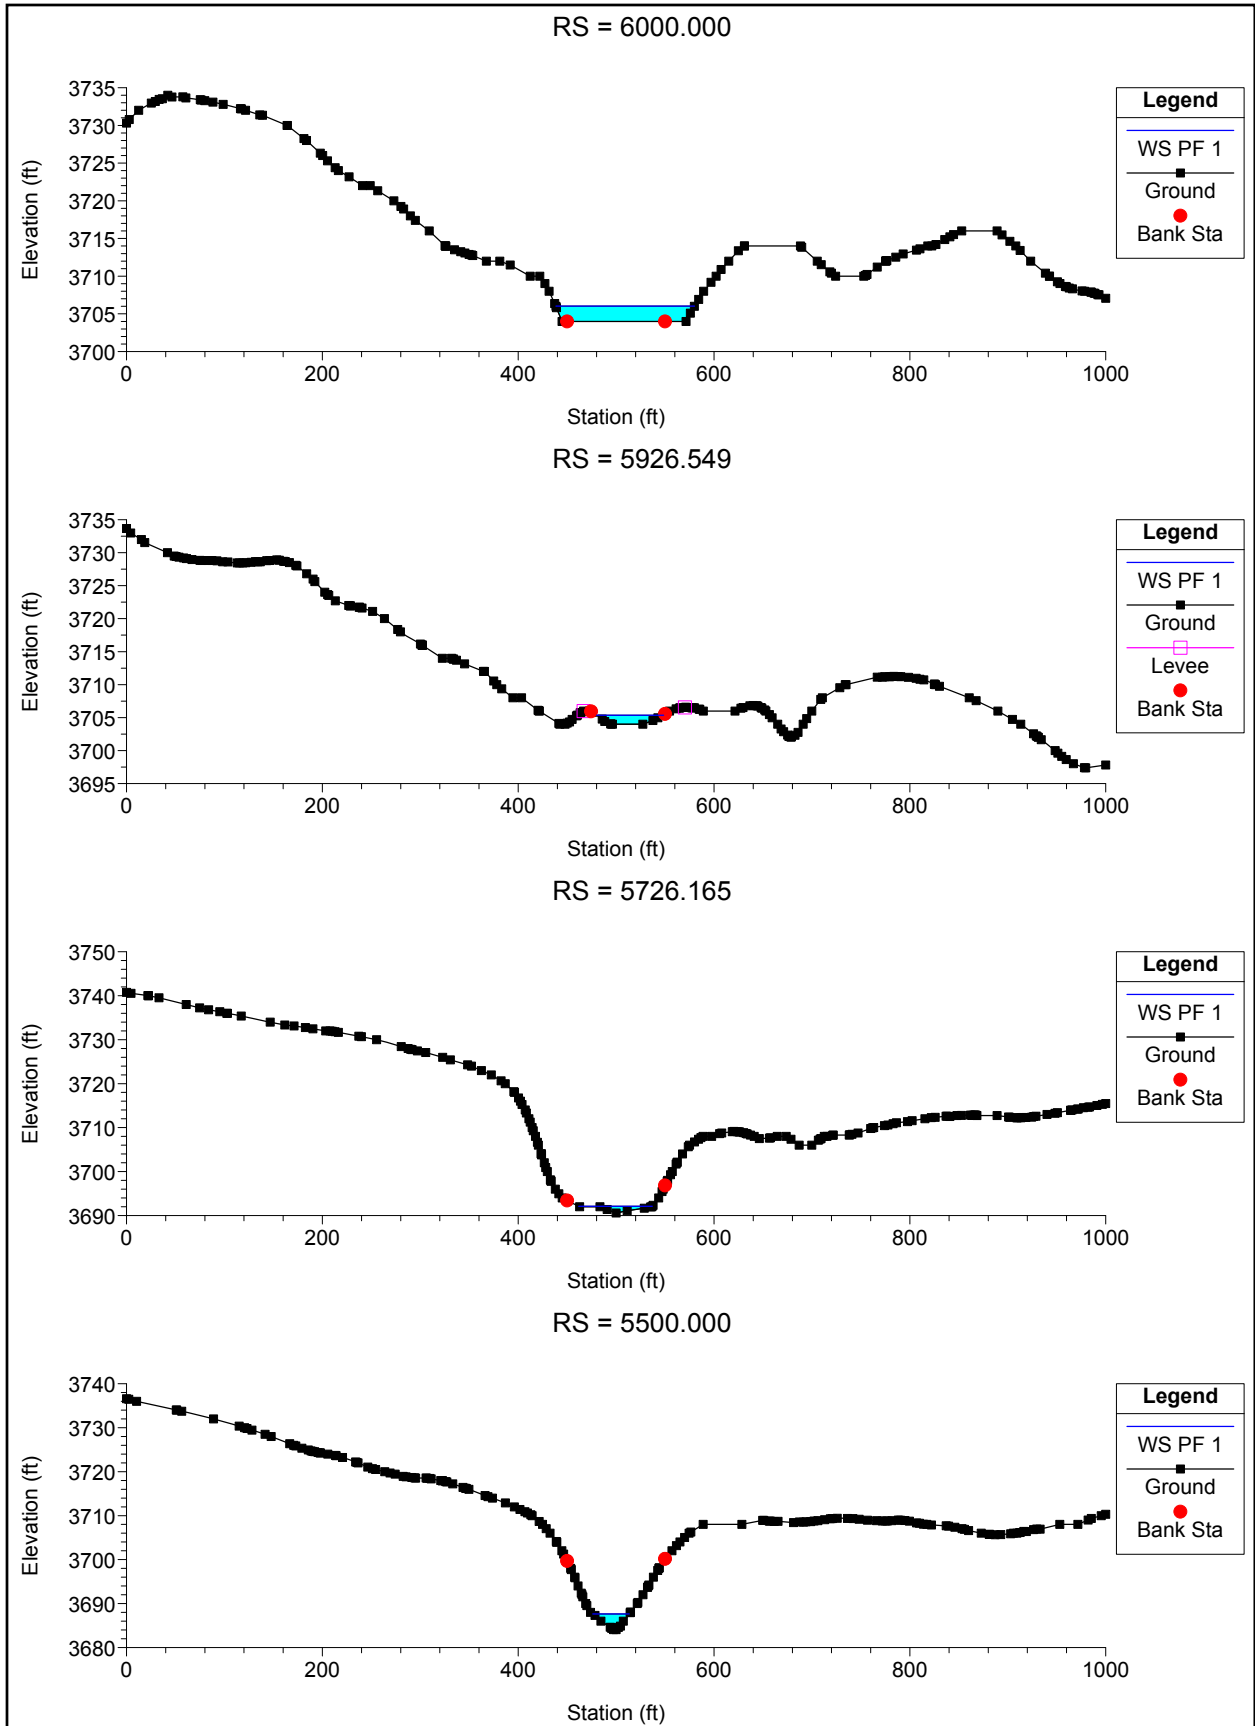 RS = 6000.000
Elevation (ft)
3735
3730
3725
3720
3715
3710
3705
3700
0 200 400 600 800 1000
Station (ft)
Legend
WS PF 1
Ground
Bank Sta
RS = 5926.549
Elevation (ft)
3735
3730
3725
3720
3715
3710
3705
3700
3695
0 200 400 600 800 1000
Station (ft)
Legend
WS PF 1
Ground
Levee
Bank Sta
RS = 5726.165
Elevation (ft)
3750
3740
3730
3720
3710
3700
3690
0 200 400 600 800 1000
Station (ft)
Legend
WS PF 1
Ground
Bank Sta
RS = 5500.000
Elevation (ft)
3740
3730
3720
3710
3700
3690
3680
0 200 400 600 800 1000
Station (ft)
Legend
WS PF 1
Ground
Bank Sta